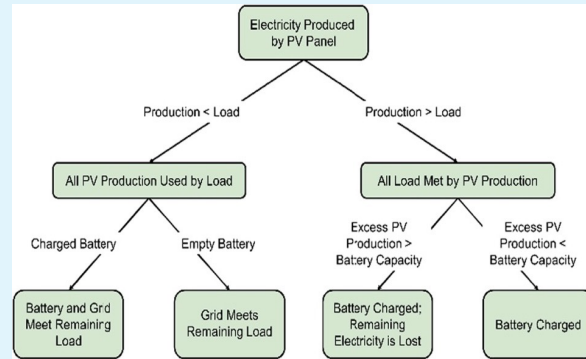 Electricity Produced
by PV Panel
Production < Load
Production > Load
All PV Production Used by Load
All Load Met by PV Production
Charged Battery
Empty Battery
Excess PV
Production >
Battery Capacity
Excess PV
Production <
Battery Capacity
Battery and Grid
Meet Remaining
Load
Grid Meets
Remaining Load
Battery Charged;
Remaining
Electricity is Lost
Battery Charged